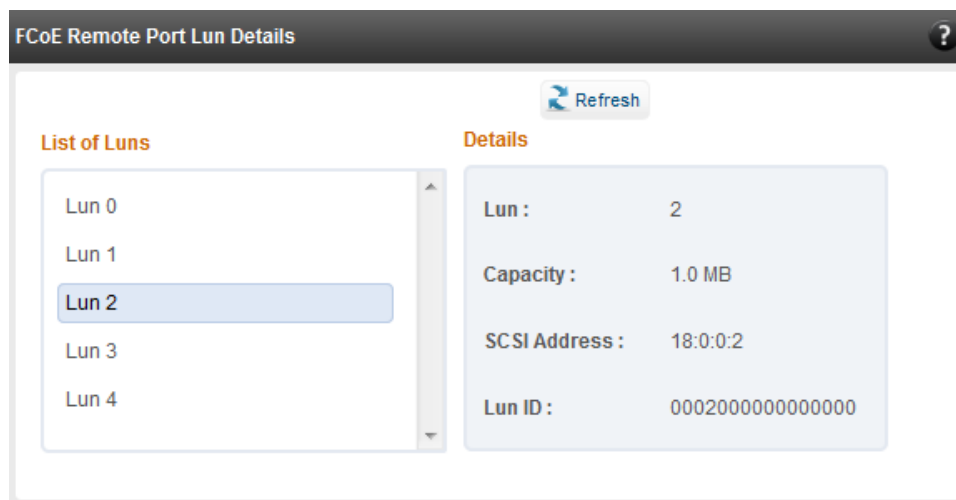 FCoE Remote Port Lun Details
?
Refresh
List of Luns
Lun 0
Lun 1
Lun 2
Lun 3
Lun 4
Details
Lun : 2
Capacity : 1.0 MB
SCSI Address : 18:0:0:2
Lun ID : 0002000000000000